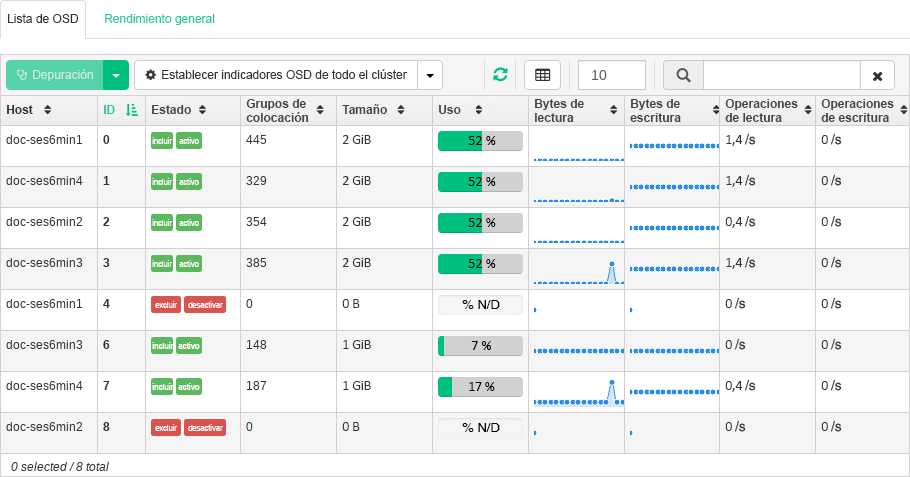 Lista de OSD Rendimiento general
Depuración Establecer indicadores OSD de todo el clúster 10
Host ID Estado Grupos de colocación Tamaño Uso Bytes de lectura Bytes de escritura Operaciones de lectura Operaciones de escritura
doc-ses6min1 0 incluir activo 445 2 GiB 52 % 1,4 /s 0 /s
doc-ses6min4 1 incluir activo 329 2 GiB 52 % 1,4 /s 0 /s
doc-ses6min2 2 incluir activo 354 2 GiB 52 % 0,4 /s 0 /s
doc-ses6min3 3 incluir activo 385 2 GiB 52 % 1,4 /s 0 /s
doc-ses6min1 4 excluir desactivar 0 0 B % N/D 0 /s 0 /s
doc-ses6min3 6 incluir activo 148 1 GiB 7 % 0 /s 0 /s
doc-ses6min4 7 incluir activo 187 1 GiB 17 % 0,4 /s 0 /s
doc-ses6min2 8 excluir desactivar 0 0 B % N/D 0 /s 0 /s
0 selected / 8 total